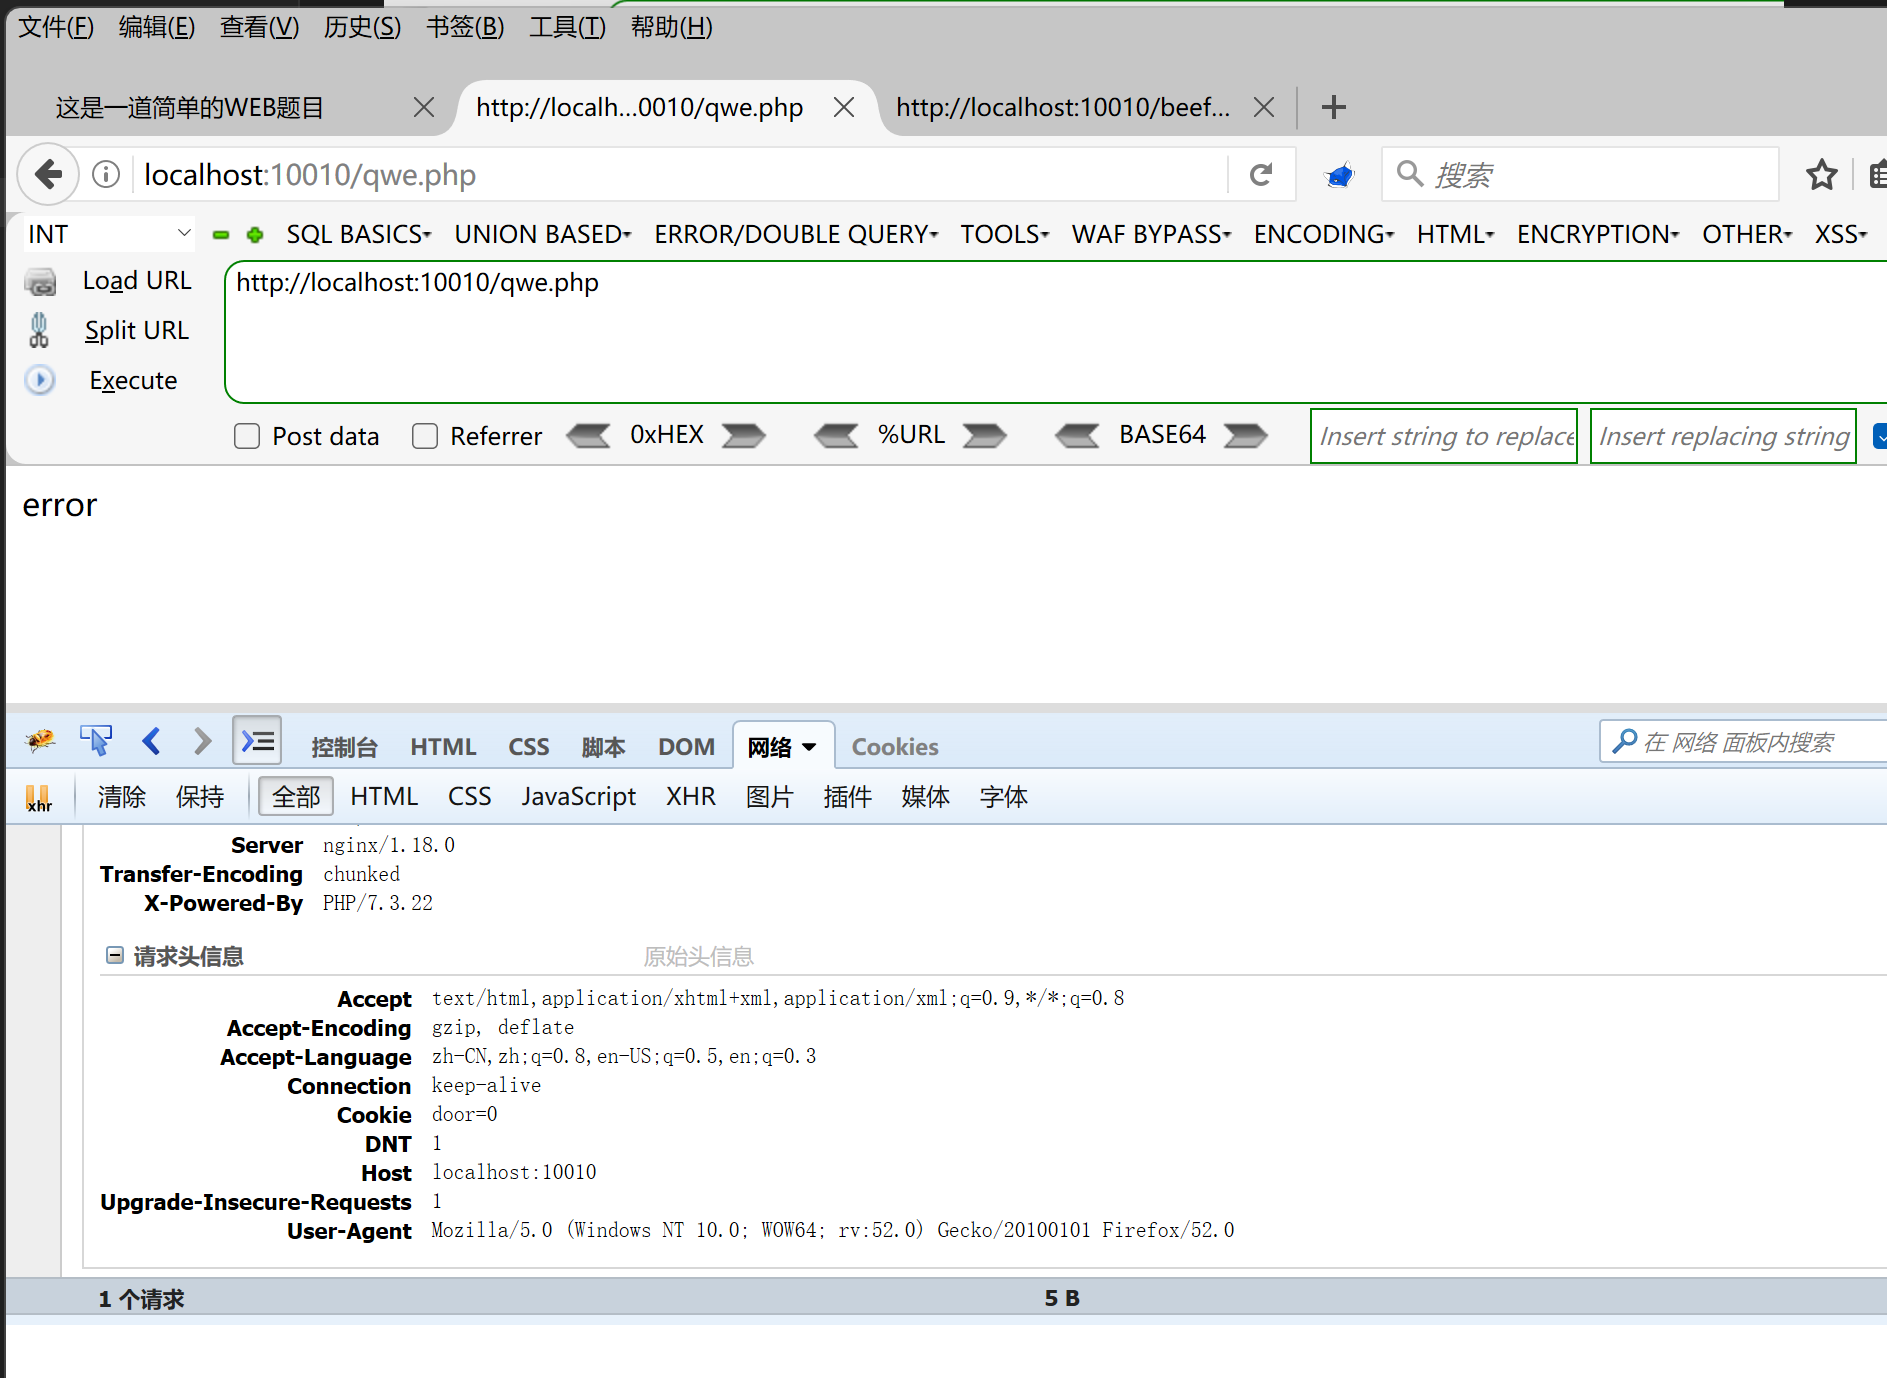 文件(F) 编辑(E) 查看(V) 历史(S) 书签(B) 工具(T) 帮助(H)
这是一道简单的WEB题目 http://localh...0010/qwe.php http://localhost:10010/beef...
localhost:10010/qwe.php 搜索
INT SQL BASICS UNION BASED ERROR/DOUBLE QUERY TOOLS WAF BYPASS ENCODING HTML ENCRYPTION OTHER XSS
Load URL http://localhost:10010/qwe.php
Split URL
Execute
Post data Referrer 0xHEX %URL BASE64 Insert string to replace Insert replacing string
error
控制台 HTML CSS 脚本 DOM 网络 Cookies 在 网络 面板内搜索
xhr 清除 保持 全部 HTML CSS JavaScript XHR 图片 插件 媒体 字体
Server nginx/1.18.0
Transfer-Encoding chunked
X-Powered-By PHP/7.3.22
请求头信息 原始头信息
Accept text/html,application/xhtml+xml,application/xml;q=0.9,*/*;q=0.8
Accept-Encoding gzip, deflate
Accept-Language zh-CN,zh;q=0.8,en-US;q=0.5,en;q=0.3
Connection keep-alive
Cookie door=0
DNT 1
Host localhost:10010
Upgrade-Insecure-Requests 1
User-Agent Mozilla/5.0 (Windows NT 10.0; WOW64; rv:52.0) Gecko/20100101 Firefox/52.0
1 个请求 5 B